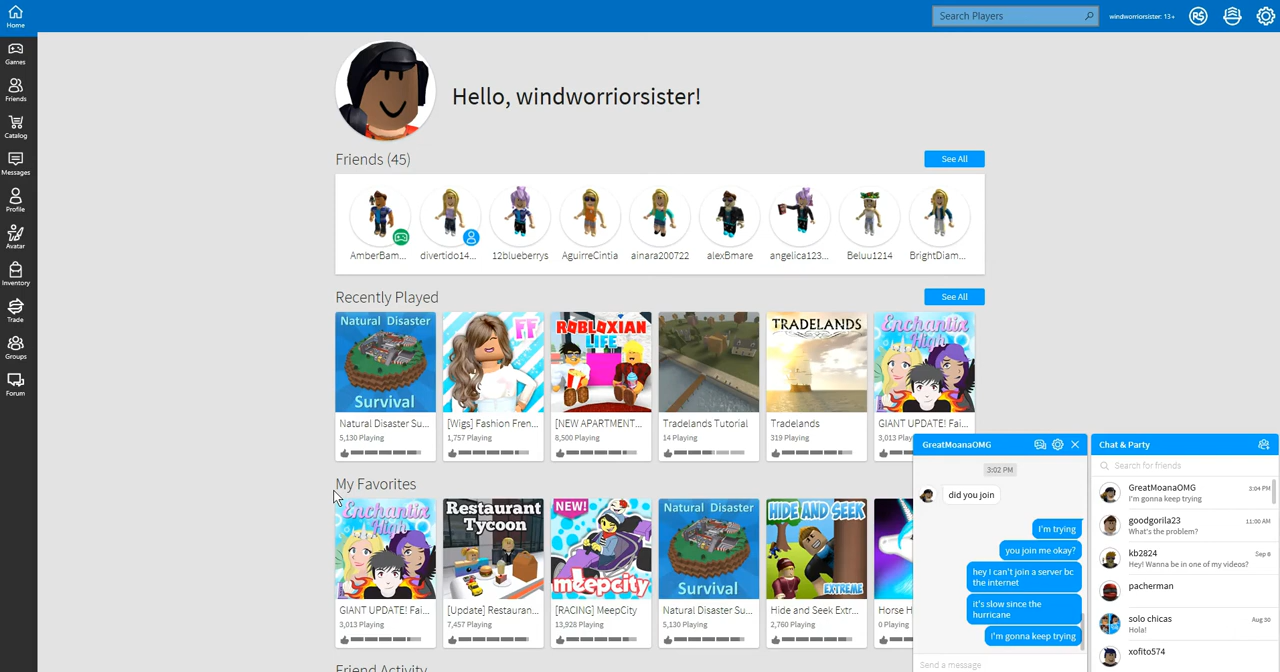 Home
Search Players
windworriorsister: 13+
R$
Games
Friends
Catalog
Messages
Profile
Avatar
Inventory
Trade
Groups
Forum
Hello, windworriorsister!
Friends (45)
See All
AmberBam...
divertido14...
12blueberrys
AguirreCintia
ainara200722
alexBmare
angelica123...
Beluu1214
BrightDiam...
Recently Played
See All
Natural Disaster
Survival
FF
ROBLOXIAN
LIFE
TRADELANDS
Enchantia
High
Natural Disaster Su...
[Wigs] Fashion Fren...
[NEW APARTMENT...
Tradelands Tutorial
Tradelands
GIANT UPDATE! Fai...
5,130 Playing
1,757 Playing
8,500 Playing
14 Playing
319 Playing
3,013
My Favorites
Enchantia
High
Restaurant
Tycoon
NEW!
meepcity
Natural Disaster
Survival
HIDE AND SEEK
EXTREME
GIANT UPDATE! Fai...
[Update] Restauran...
[RACING] MeepCity
Natural Disaster Su...
Hide and Seek Extr...
Horse H
3,013 Playing
7,457 Playing
13,928 Playing
5,130 Playing
2,760 Playing
0 Playing
Friend Activity
GreatMoanaOMG
3:02 PM
did you join
I'm trying
you join me okay?
hey I can't join a server bc
the internet
it's slow since the
hurricane
I'm gonna keep trying
Send a message
Chat & Party
Search for friends
GreatMoanaOMG
3:04 PM
I'm gonna keep trying
goodgorila23
11:00 AM
What's the problem?
kb2824
Sep 6
Hey! Wanna be in one of my videos?
pacherman
solo chicas
Aug 30
Hola!
xofito574